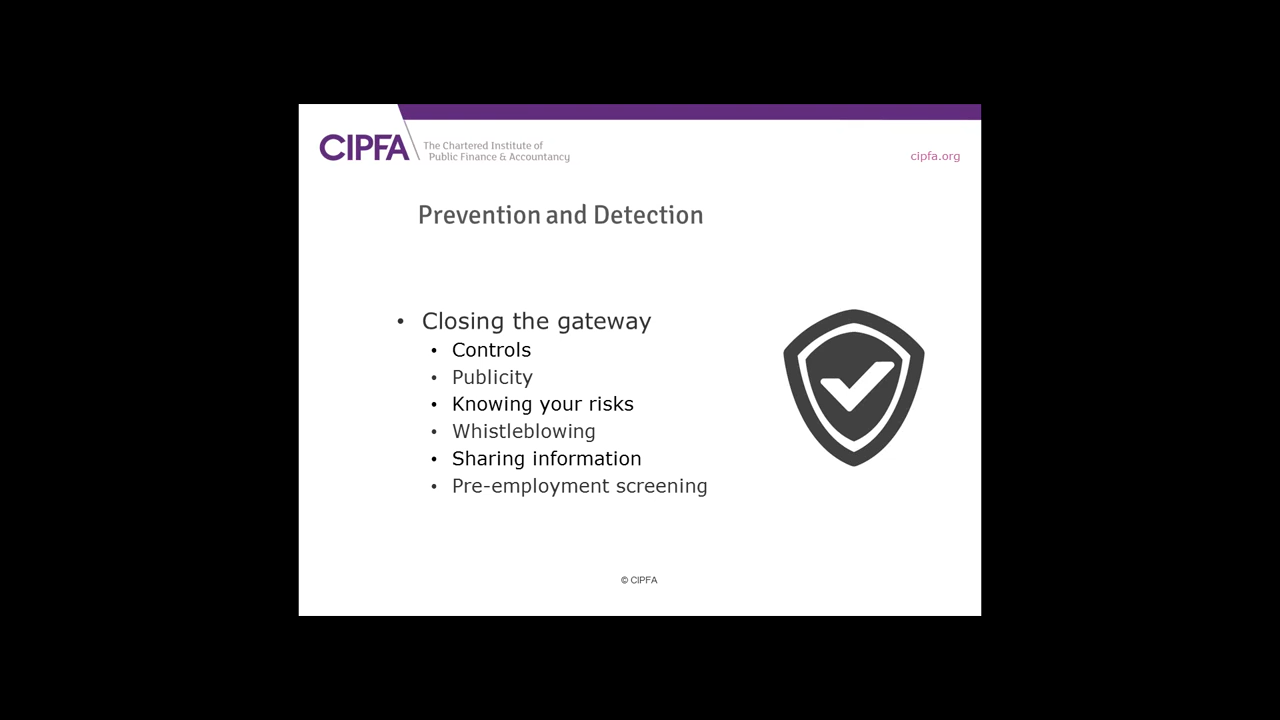 CIPFA
The Chartered Institute of
Public Finance & Accountancy
cipfa.org
Prevention and Detection
• Closing the gateway
• Controls
• Publicity
• Knowing your risks
• Whistleblowing
• Sharing information
• Pre-employment screening
© CIPFA